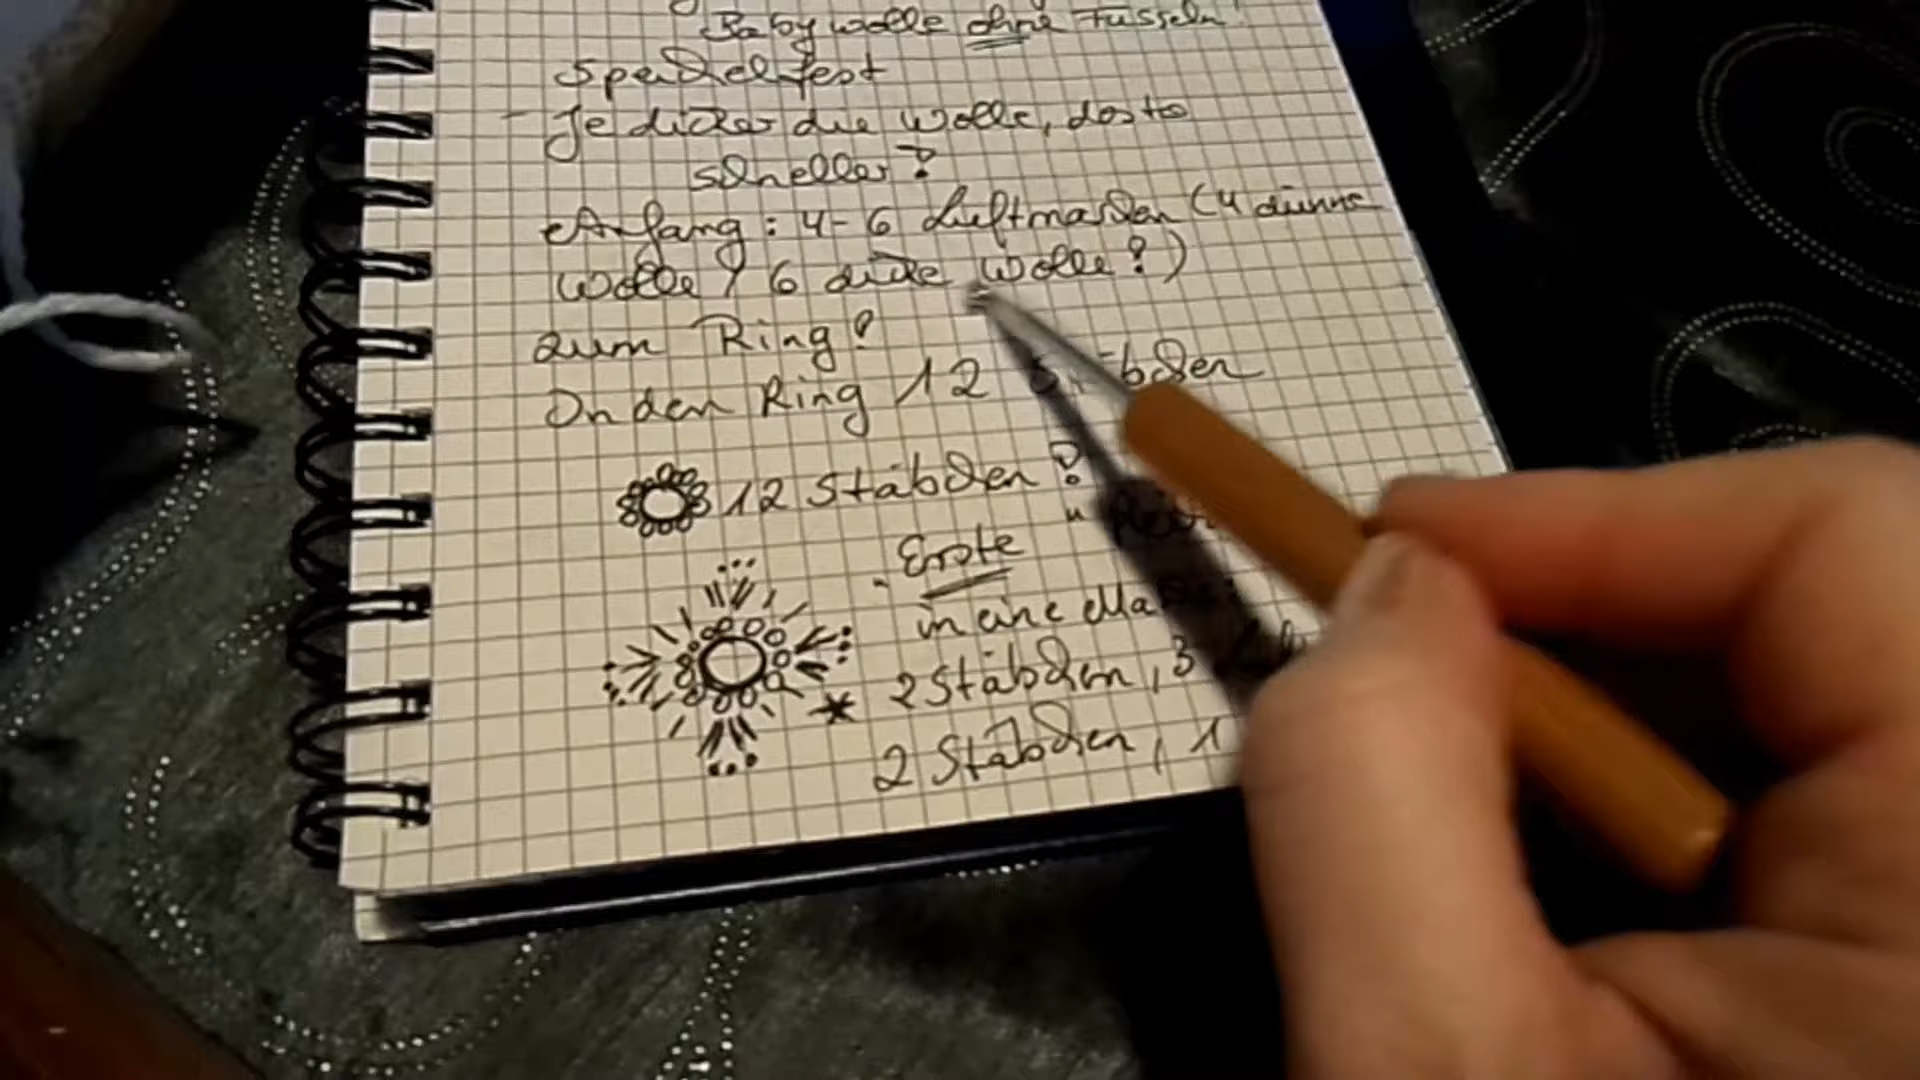 Babywolle ohne Fusseln!
Speichelfest
- Je dicker die Wolle, desto
schneller!
Anfang: 4-6 Luftmaschen (4 dünne
Wolle / 6 dicke Wolle!)
zum Ring!
In den Ring 12 Stäbchen
12 Stäbchen!
Erste
in eine
2 Stäbchen, 3
2 Stäbchen, 1